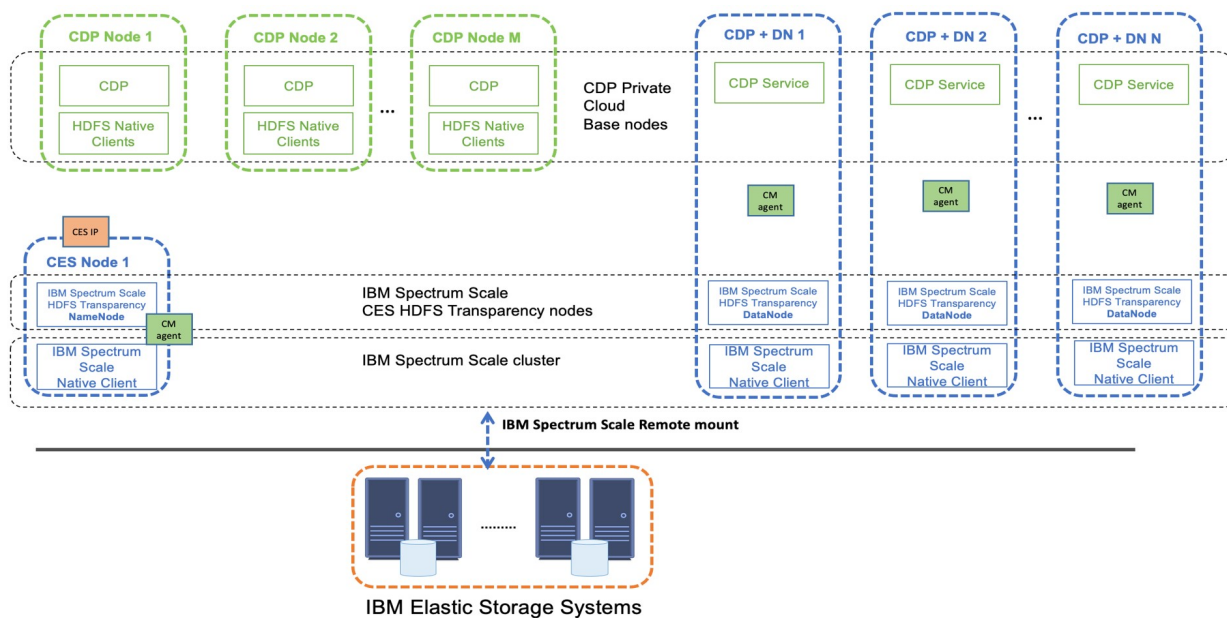 CDP Node 1
CDP Node 2
CDP Node M
CDP + DN 1
CDP + DN 2
CDP + DN N
CDP
CDP
CDP
HDFS Native
Clients
HDFS Native
Clients
HDFS Native
Clients
...
CDP Private
Cloud
Base nodes
CDP Service
CDP Service
CDP Service
...
CM
agent
CM
agent
CM
agent
CES IP
CES Node 1
IBM Spectrum Scale
HDFS Transparency
NameNode
CM
agent
IBM Spectrum
Scale
Native Client
IBM Spectrum Scale
CES HDFS Transparency nodes
IBM Spectrum Scale cluster
IBM Spectrum Scale
HDFS Transparency
DataNode
IBM Spectrum Scale
HDFS Transparency
DataNode
IBM Spectrum Scale
HDFS Transparency
DataNode
IBM Spectrum
Scale
Native Client
IBM Spectrum
Scale
Native Client
IBM Spectrum
Scale
Native Client
IBM Spectrum Scale Remote mount
.........
IBM Elastic Storage Systems